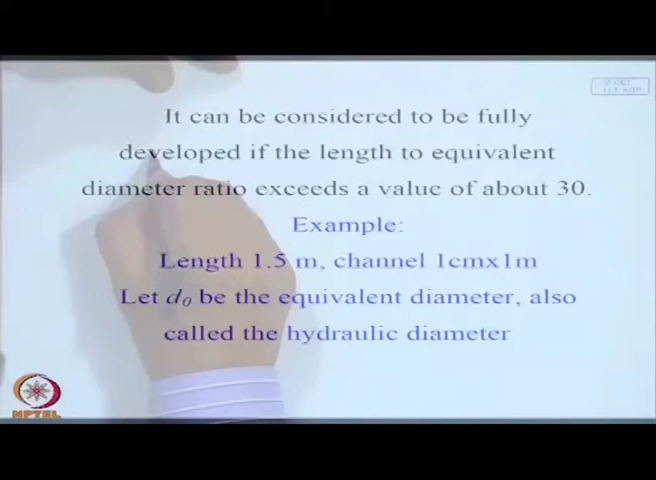 It can be considered to be fully
developed if the length to equivalent
diameter ratio exceeds a value of about 30.
Example:
Length 1.5 m, channel 1cmx1m
Let d₀ be the equivalent diameter, also
called the hydraulic diameter
NPTEL